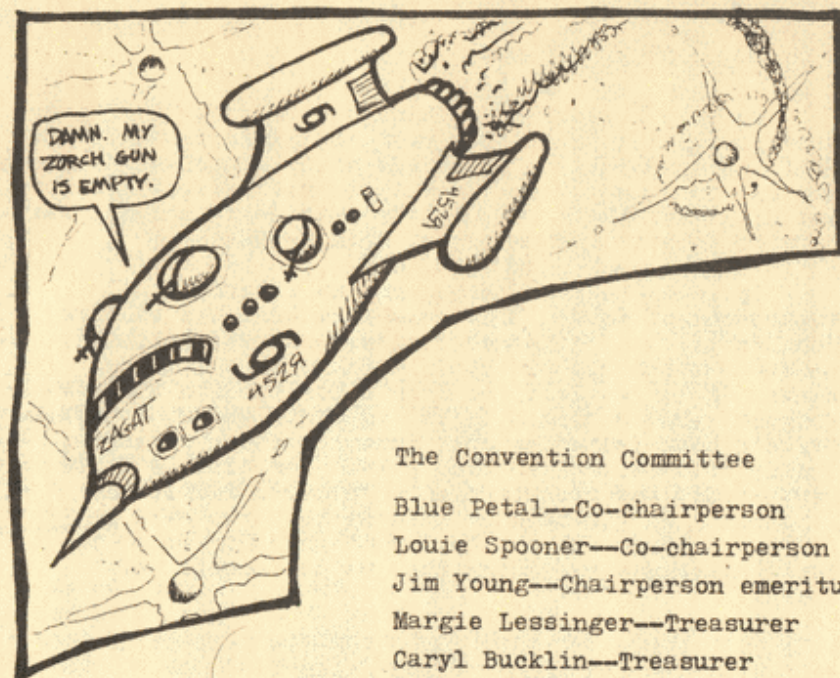 DAMN. MY
ZORCH GUN
IS EMPTY.
6
4529
6
4529
ZAGAT
The Convention Committee
Blue Petal--Co-chairperson
Louie Spooner--Co-chairperson
Jim Young--Chairperson emeritu
Margie Lessinger--Treasurer
Caryl Bucklin--Treasurer